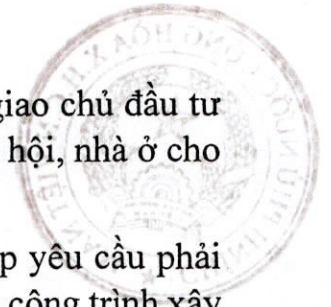 giao chủ đầu tư
hội, nhà ở cho
p yêu cầu phải
công trình xây